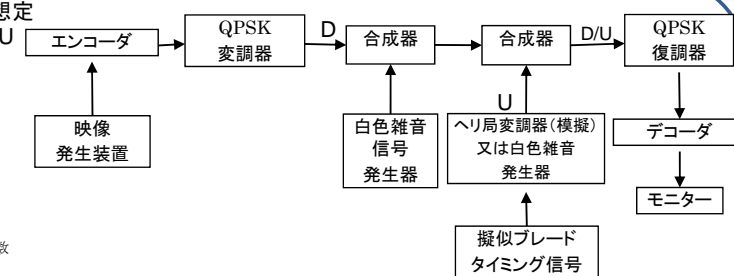 想定
U
エンコーダ
QPSK
変調器
D
合成器
合成器
D/U
QPSK
復調器
映像
発生装置
白色雑音
信号
発生器
U
ヘリ局変調器(模擬)
又は白色雑音
発生器
デコーダ
モニター
擬似ブレード
タイミング信号
数